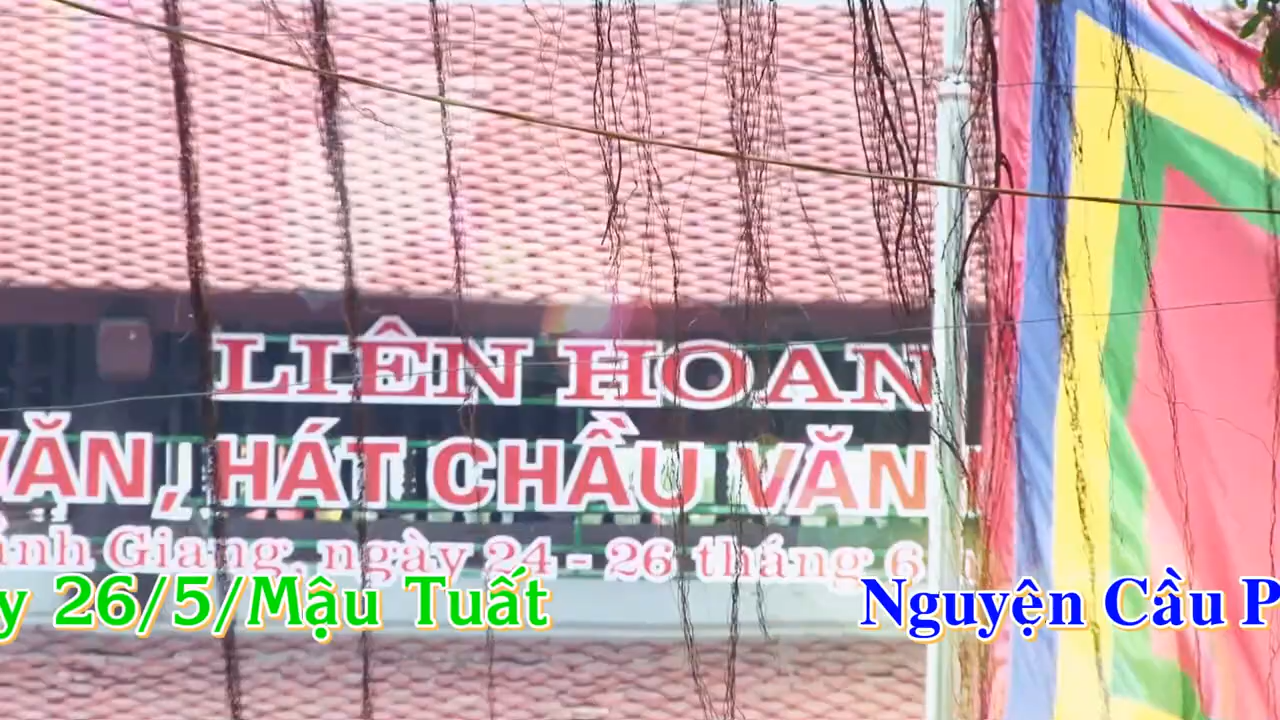 LIÊN HOAN
VĂN, HÁT CHẦU VĂN
Giang, ngày 24 - 26 tháng 6
26/5/Mậu Tuất Nguyện Cầu